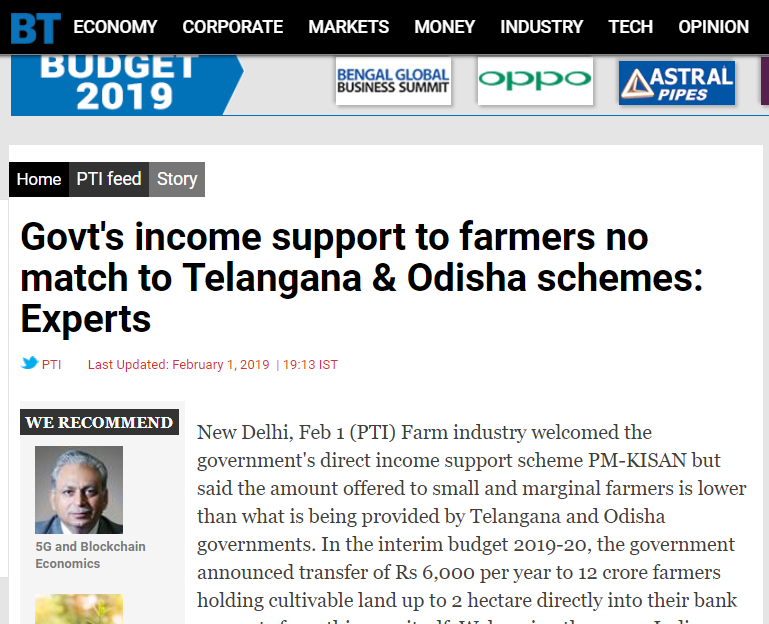 BT ECONOMY CORPORATE MARKETS MONEY INDUSTRY TECH OPINION
BUDGET
2019
BENGAL GLOBAL
BUSINESS SUMMIT
oppo
ASTRAL
PIPES
Home PTI feed Story
Govt's income support to farmers no
match to Telangana & Odisha schemes:
Experts
PTI Last Updated: February 1, 2019 | 19:13 IST
WE RECOMMEND
5G and Blockchain
Economics
New Delhi, Feb 1 (PTI) Farm industry welcomed the
government's direct income support scheme PM-KISAN but
said the amount offered to small and marginal farmers is lower
than what is being provided by Telangana and Odisha
governments. In the interim budget 2019-20, the government
announced transfer of Rs 6,000 per year to 12 crore farmers
holding cultivable land up to 2 hectare directly into their bank